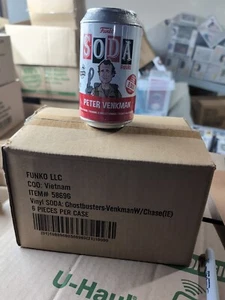 Funko
SODA
PETER VENKMAN
FUNKO LLC
COO: Vietnam
ITEM# 58696
Vinyl SODA: Ghostbusters-VenkmanW/Chase(IE)
6 PIECES PER CASE
U-Haul